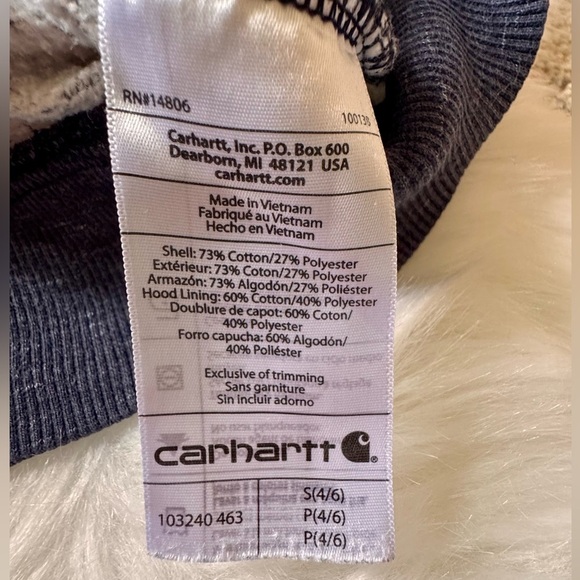 RN#14806
100130
Carhartt, Inc. P.O. Box 600
Dearborn, MI 48121 USA
carhartt.com
Made in Vietnam
Fabriqué au Vietnam
Hecho en Vietnam
Shell: 73% Cotton/27% Polyester
Extérieur: 73% Coton/27% Polyester
Armazón: 73% Algodón/27% Poliéster
Hood Lining: 60% Cotton/40% Polyester
Doublure de capot: 60% Coton/
40% Polyester
Forro capucha: 60% Algodón/
40% Poliéster
Exclusive of trimming
Sans garniture
Sin incluir adorno
carhartt
103240 463
S(4/6)
P(4/6)
P(4/6)